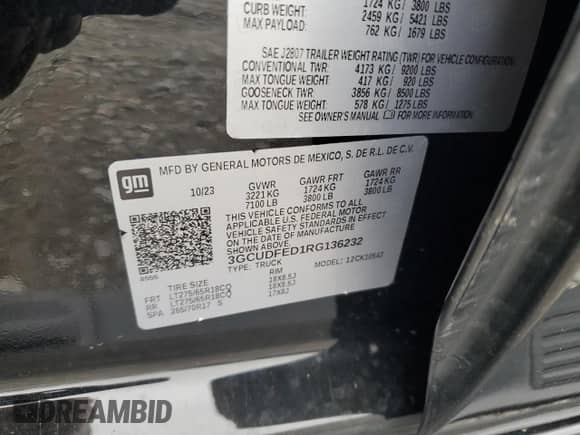 CURB WEIGHT: 1724 KG / 3800 LBS
2459 KG / 5421 LBS
MAX PAYLOAD: 762 KG / 1679 LBS
SAE J2807 TRAILER WEIGHT RATING (TWR) FOR VEHICLE CONFIGURATION
CONVENTIONAL TWR: 4173 KG / 9200 LBS
MAX TONGUE WEIGHT: 417 KG / 920 LBS
GOOSENECK TWR: 3856 KG / 8500 LBS
MAX TONGUE WEIGHT: 578 KG / 1275 LBS
SEE OWNER'S MANUAL FOR MORE INFORMATION
gm MFD BY GENERAL MOTORS DE MEXICO, S. DE R.L. DE C.V.
10/23 GVWR GAWR FRT GAWR RR
3221 KG 1724 KG 1724 KG
7100 LB 3800 LB 3800 LB
THIS VEHICLE CONFORMS TO ALL
APPLICABLE U.S. FEDERAL MOTOR
VEHICLE SAFETY STANDARDS IN
EFFECT ON THE DATE OF
MANUFACTURE SHOWN ABOVE.
3GCUDFED1RG136232
TYPE: TRUCK MODEL: 12CK10543
TIRE SIZE RIM
FRT LT275/65R18CQ 18X8.5J
RR LT275/65R18CQ 18X8.5J
SPA 265/70R17 S 17X8J
DREAMBID